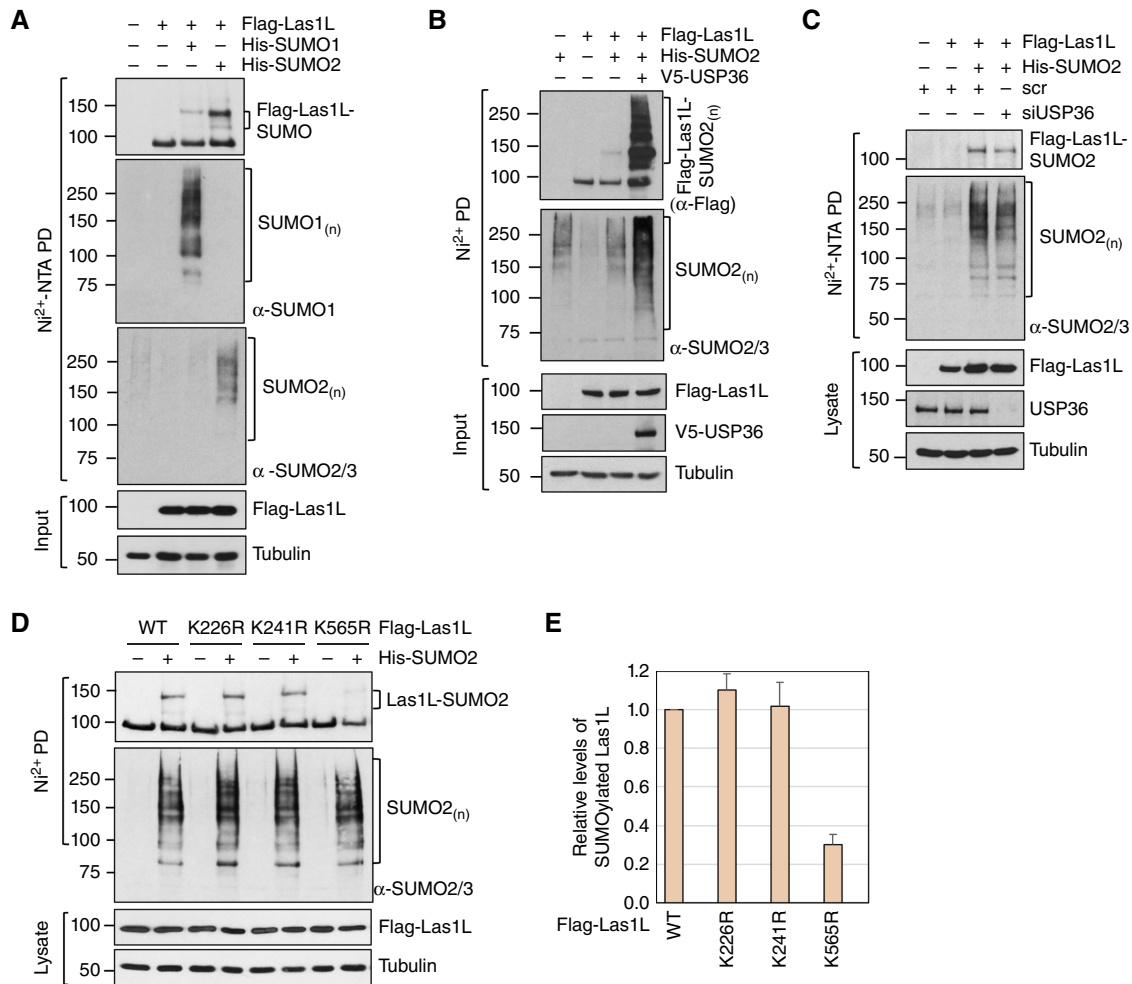 A
– + + + Flag-Las1L
– – + – His-SUMO1
– – – + His-SUMO2
Ni2+-NTA PD
150
100
Flag-Las1L-
SUMO
250
150
100
75
SUMO1(n)
α-SUMO1
250
150
100
75
SUMO2(n)
α -SUMO2/3
Input
100
Flag-Las1L
50
Tubulin
B
– + + + Flag-Las1L
+ – + + His-SUMO2
– – – + V5-USP36
Ni2+ PD
250
150
100
Flag-Las1L-
SUMO2(n)
(α-Flag)
250
150
100
75
SUMO2(n)
α-SUMO2/3
Input
100
Flag-Las1L
150
V5-USP36
50
Tubulin
C
– + + + Flag-Las1L
– – + + His-SUMO2
+ + + – scr
– – – + siUSP36
Ni2+-NTA PD
100
Flag-Las1L-
SUMO2
250
150
100
50
SUMO2(n)
α-SUMO2/3
Lysate
100
Flag-Las1L
150
USP36
50
Tubulin
D
WT K226R K241R K565R Flag-Las1L
– + – + – + – + His-SUMO2
Ni2+ PD
150
100
Las1L-SUMO2
250
150
100
75
SUMO2(n)
α-SUMO2/3
Lysate
100
Flag-Las1L
50
Tubulin
E
Relative levels of
SUMOylated Las1L
1.2
1.0
0.8
0.6
0.4
0.2
0.0
Flag-Las1L
WT
K226R
K241R
K565R